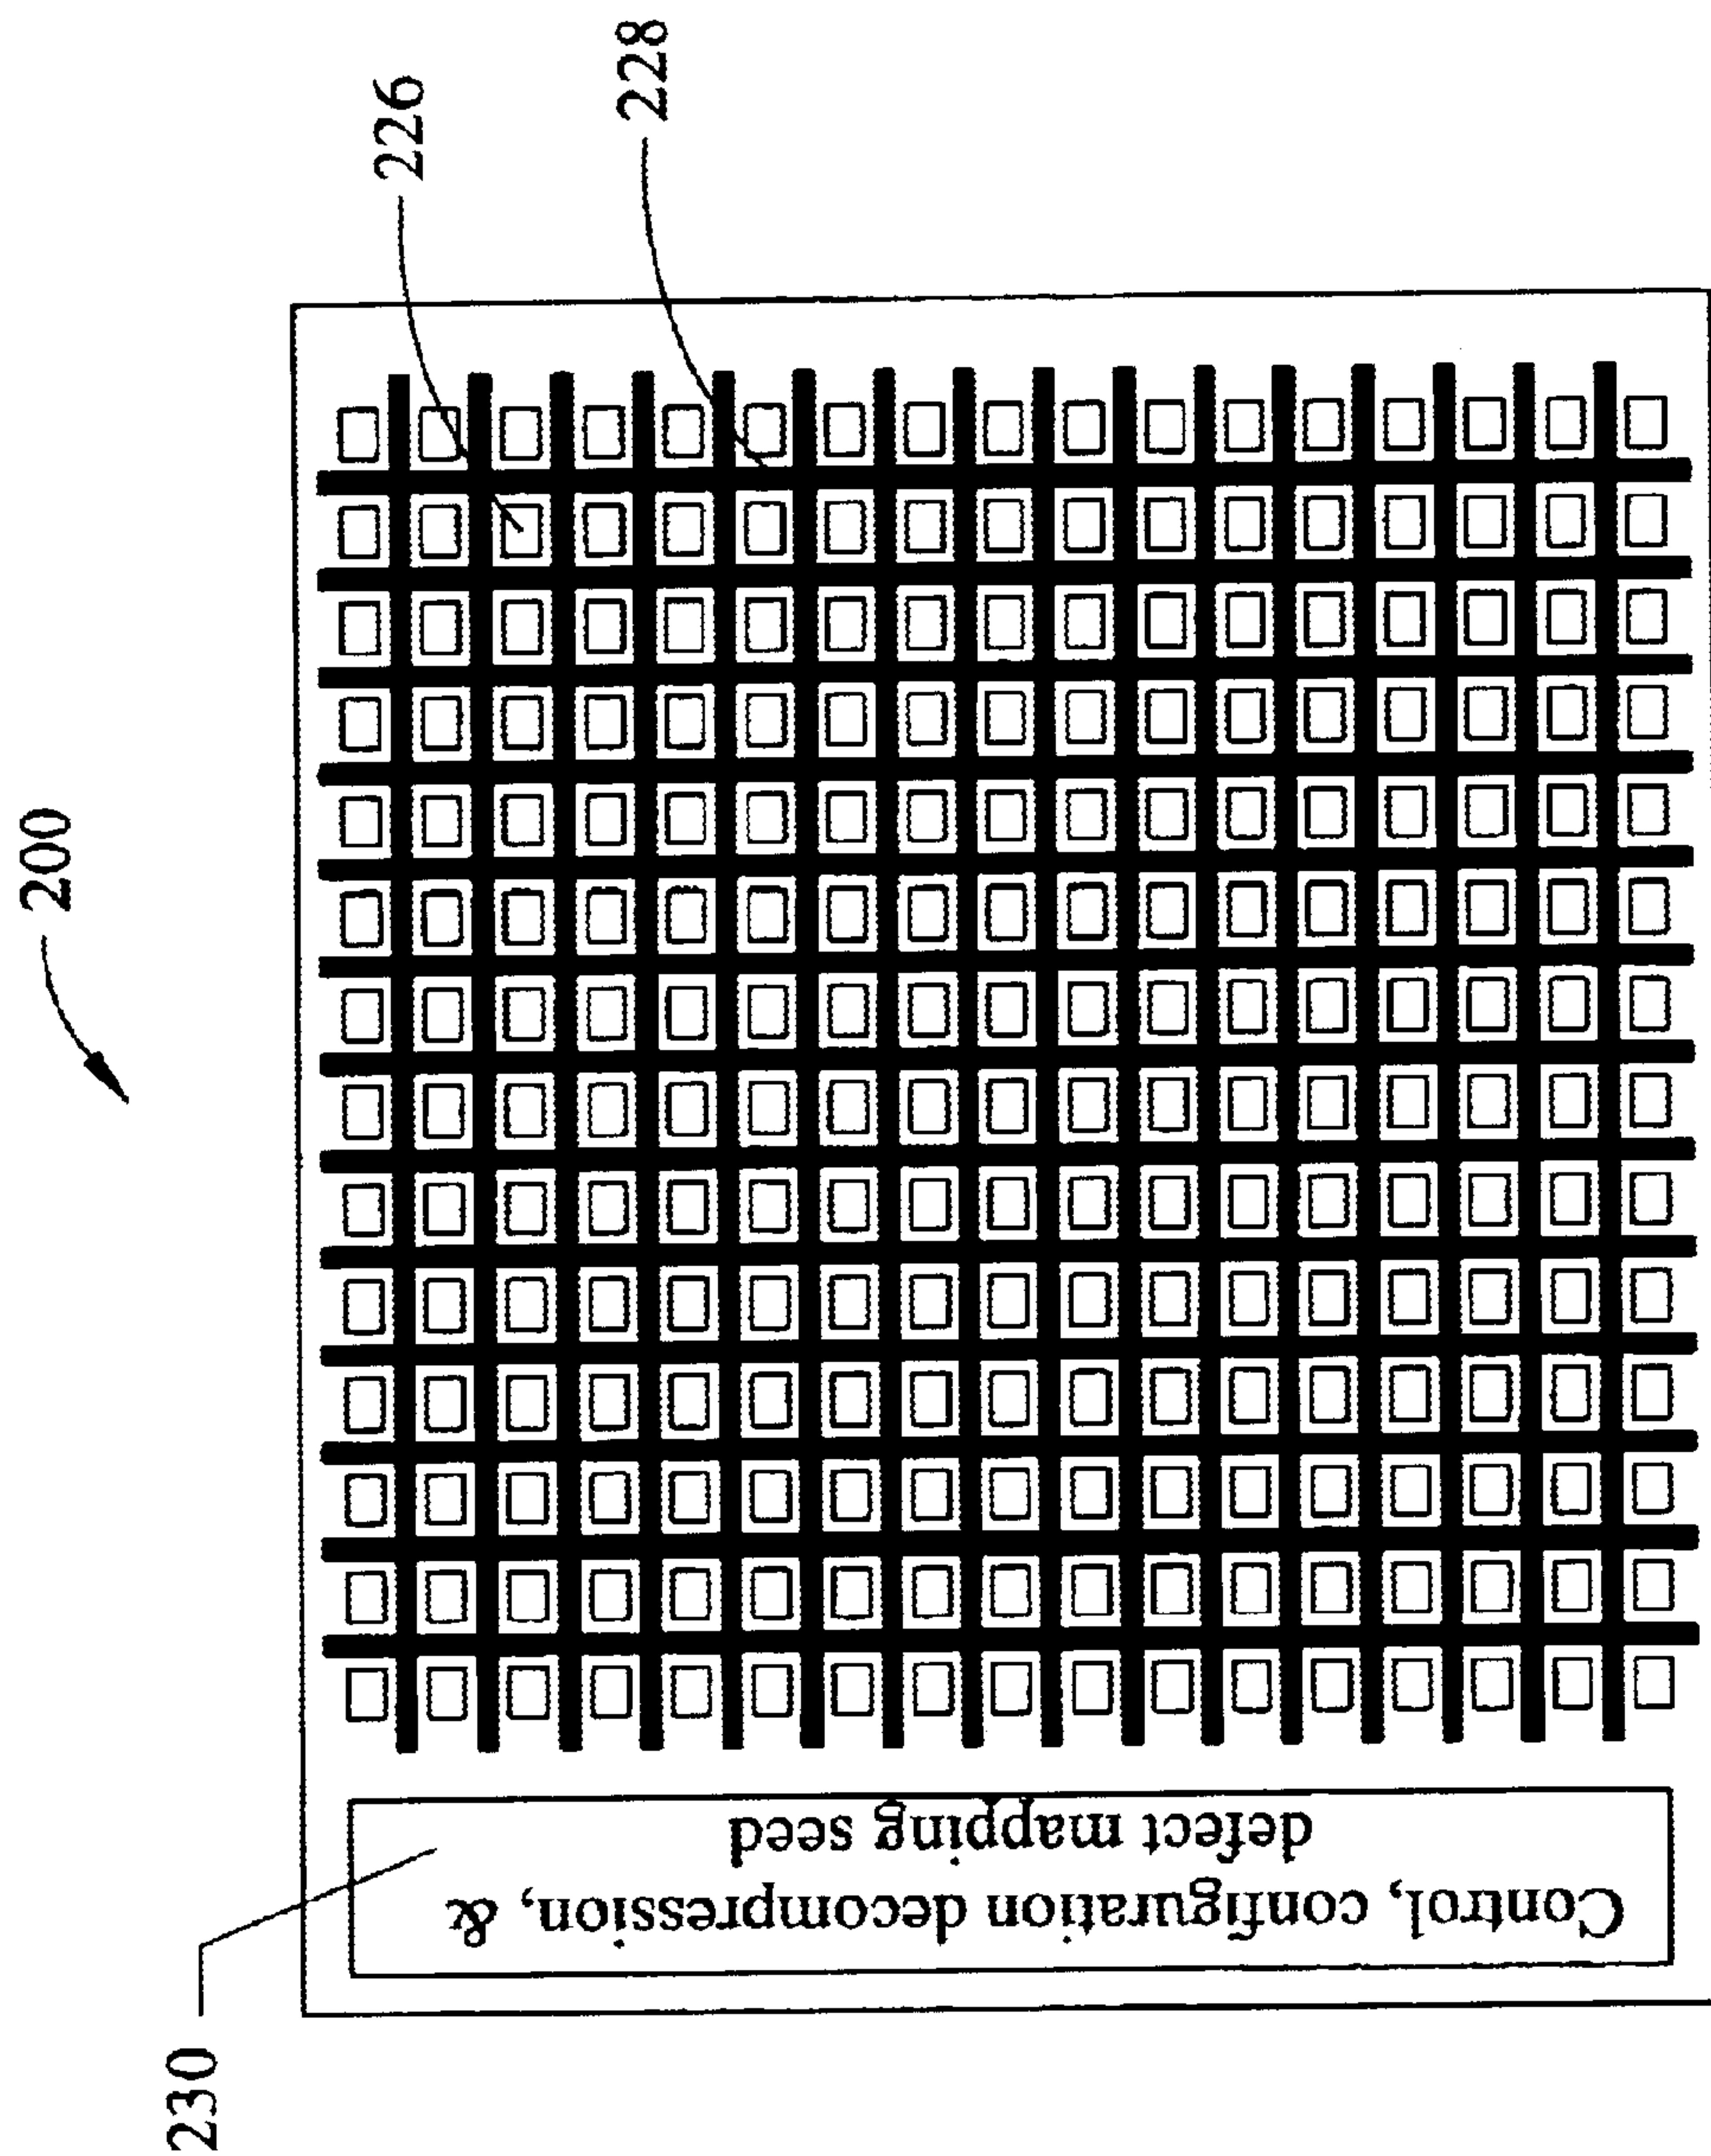 200
226
228
230
Control, configuration decompression, &
defect mapping seed